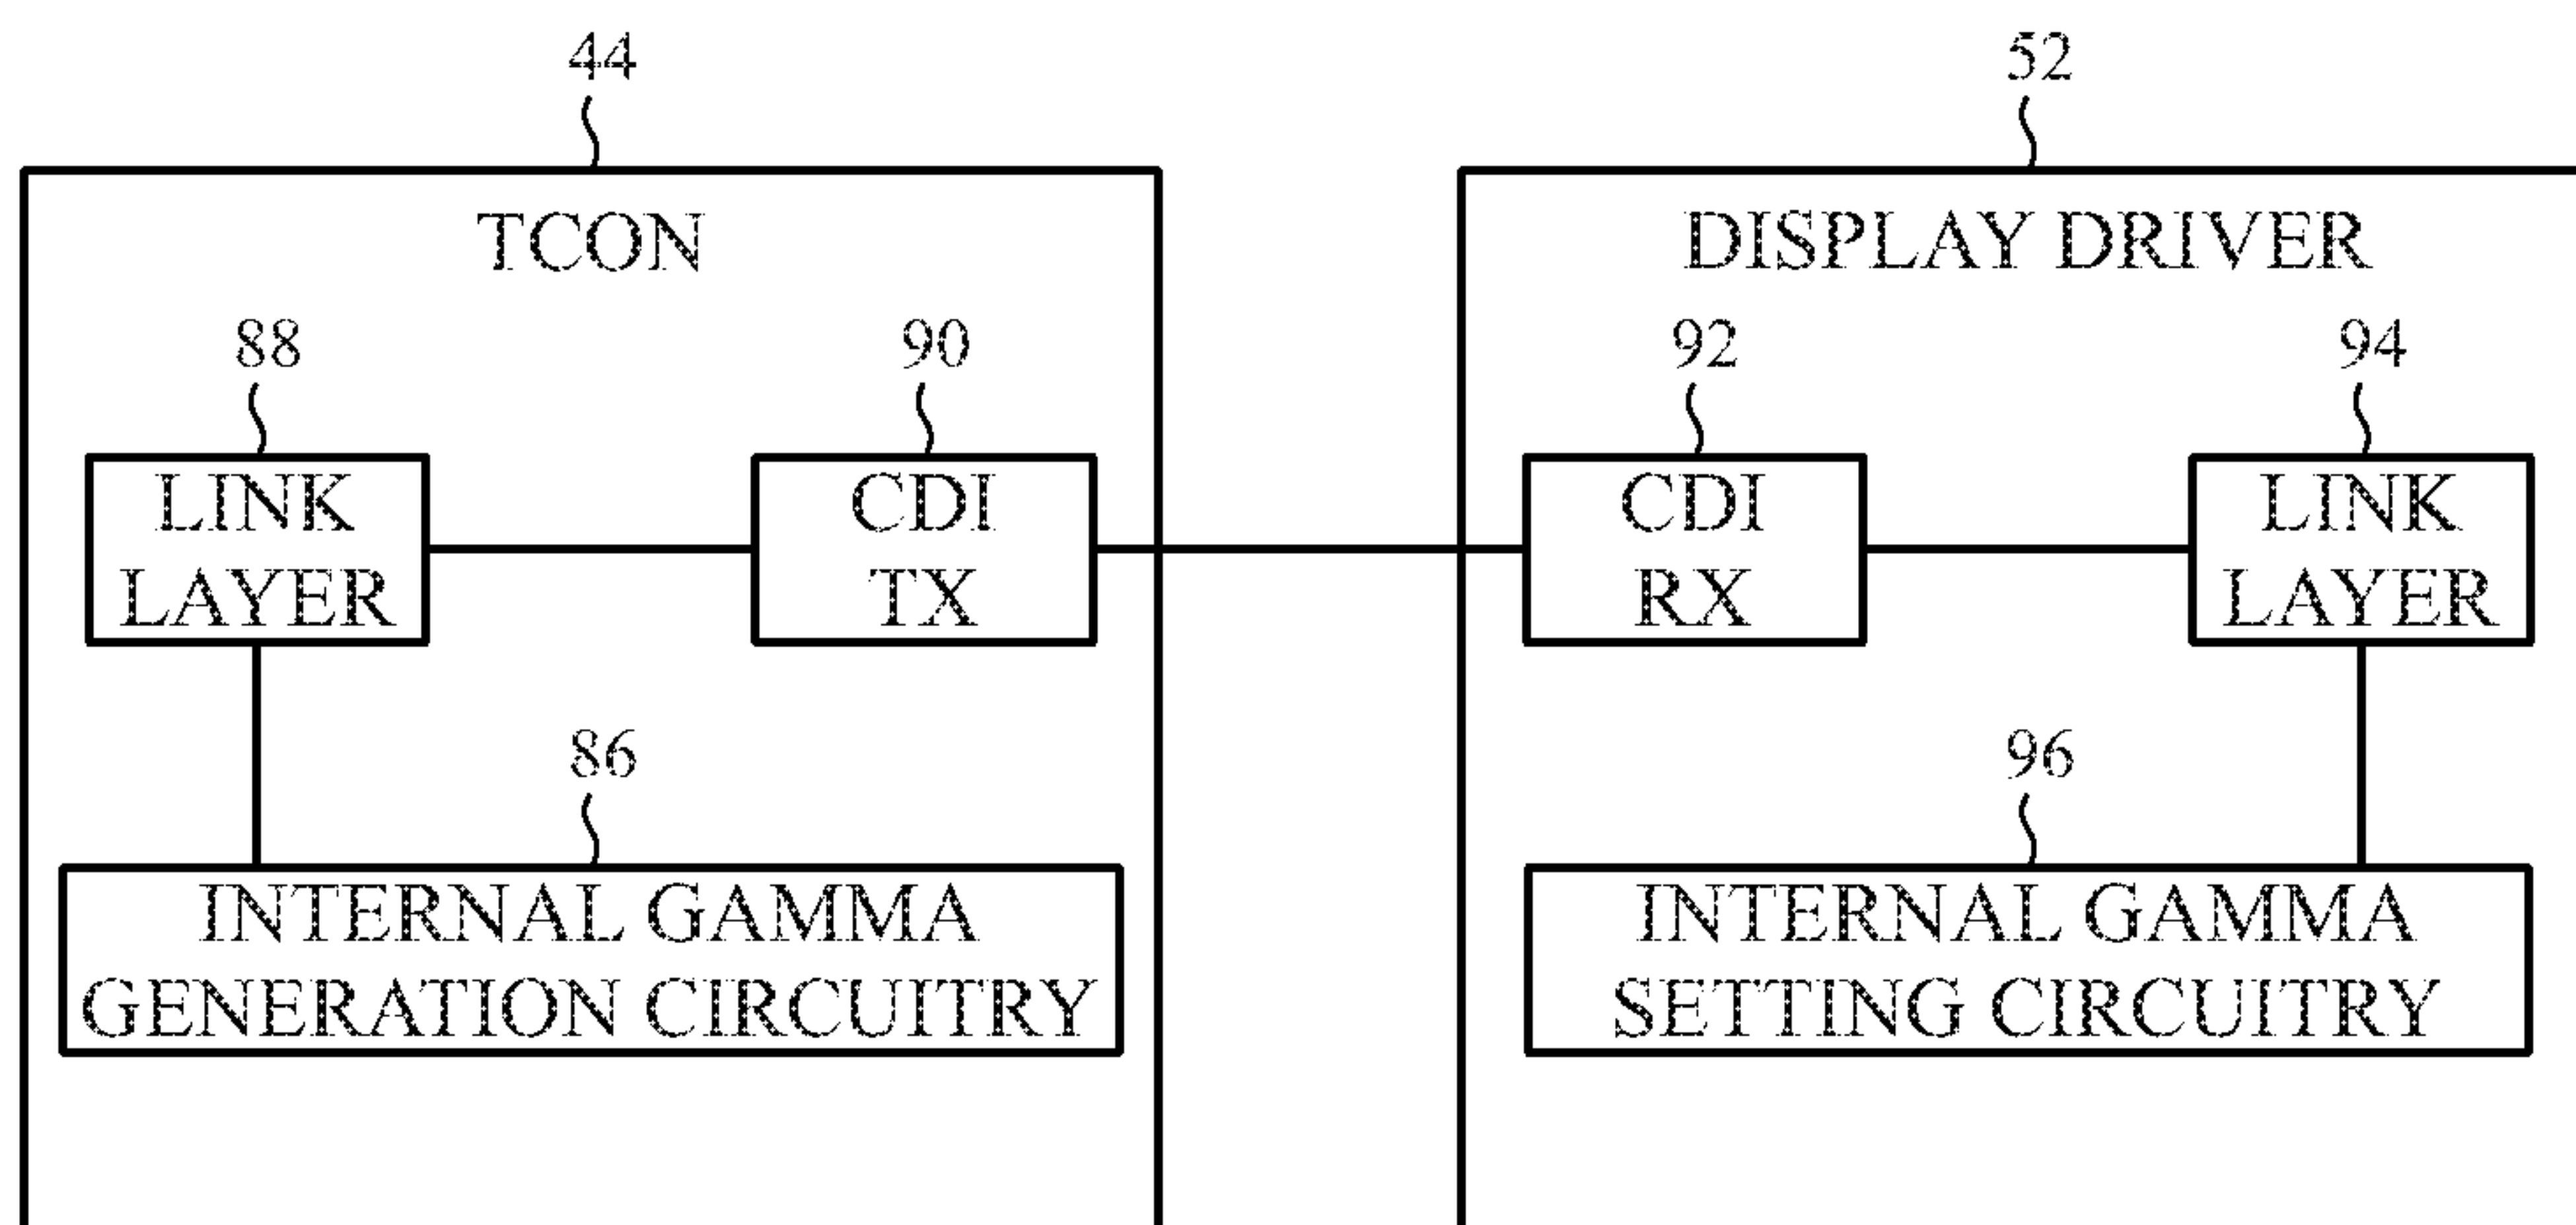 44
52
TCON
DISPLAY DRIVER
88
90
92
94
LINK
LAYER
CDI
TX
CDI
RX
LINK
LAYER
86
96
INTERNAL GAMMA
GENERATION CIRCUITRY
INTERNAL GAMMA
SETTING CIRCUITRY